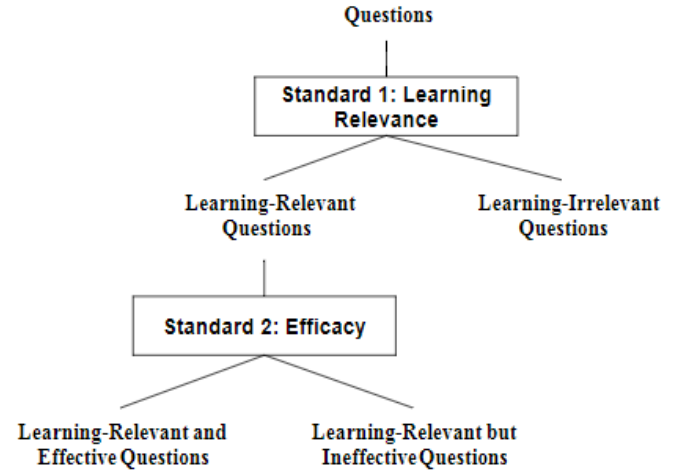 Questions
Standard 1: Learning
Relevance
Learning-Relevant
Questions
Learning-Irrelevant
Questions
Standard 2: Efficacy
Learning-Relevant and
Effective Questions
Learning-Relevant but
Ineffective Questions